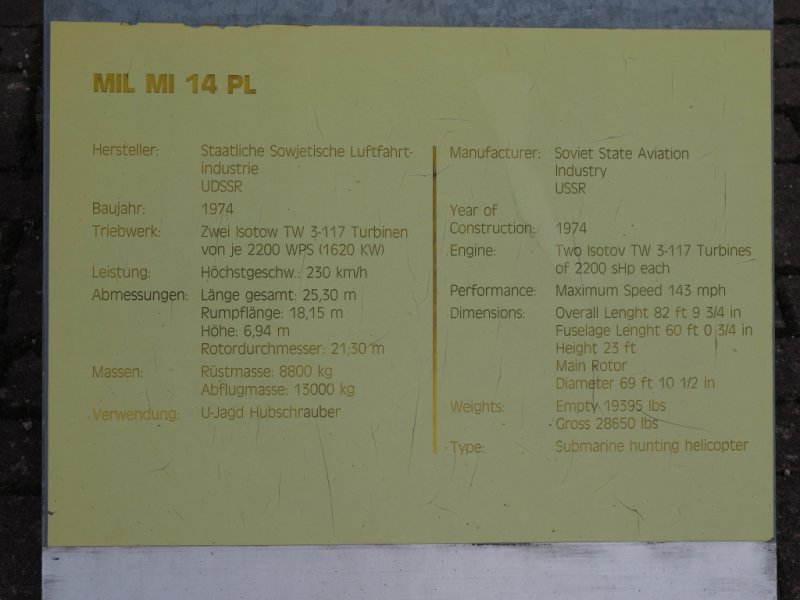 MIL MI 14 PL
Hersteller: Staatliche Sowjetische Luftfahrt-
industrie
UDSSR
Baujahr: 1974
Triebwerk: Zwei Isotow TW 3-117 Turbinen
von je 2200 WPS (1620 KW)
Leistung: Höchstgeschw.: 230 km/h
Abmessungen: Länge gesamt: 25,30 m
Rumpflänge: 18,15 m
Höhe: 6,94 m
Rotordurchmesser: 21,30 m
Massen: Rüstmasse: 8800 kg
Abflugmasse: 13000 kg
Verwendung: U-Jagd Hubschrauber
Manufacturer: Soviet State Aviation
Industry
USSR
Year of
Construction: 1974
Engine: Two Isotov TW 3-117 Turbines
of 2200 sHp each
Performance: Maximum Speed 143 mph
Dimensions: Overall Lenght 82 ft 9 3/4 in
Fuselage Lenght 60 ft 0 3/4 in
Height 23 ft
Main Rotor
Diameter 69 ft 10 1/2 in
Weights: Empty 19395 lbs
Gross 28650 lbs
Type: Submarine hunting helicopter